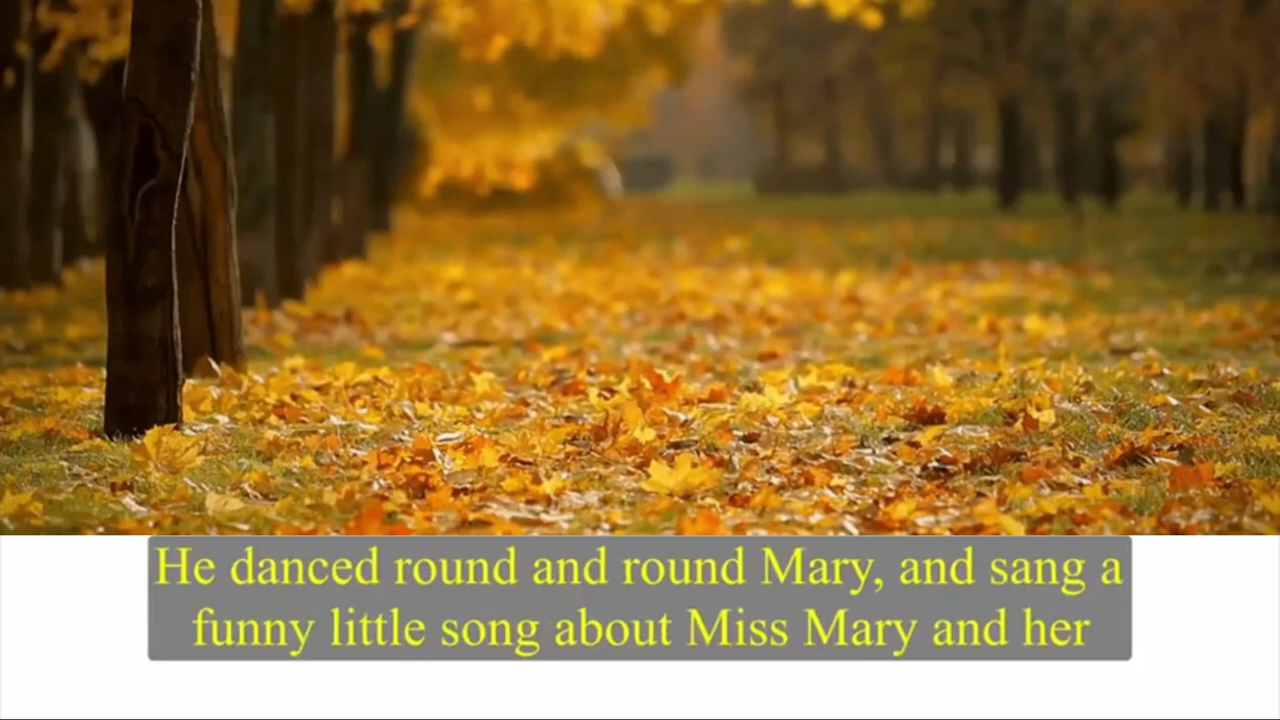 He danced round and round Mary, and sang a
funny little song about Miss Mary and her